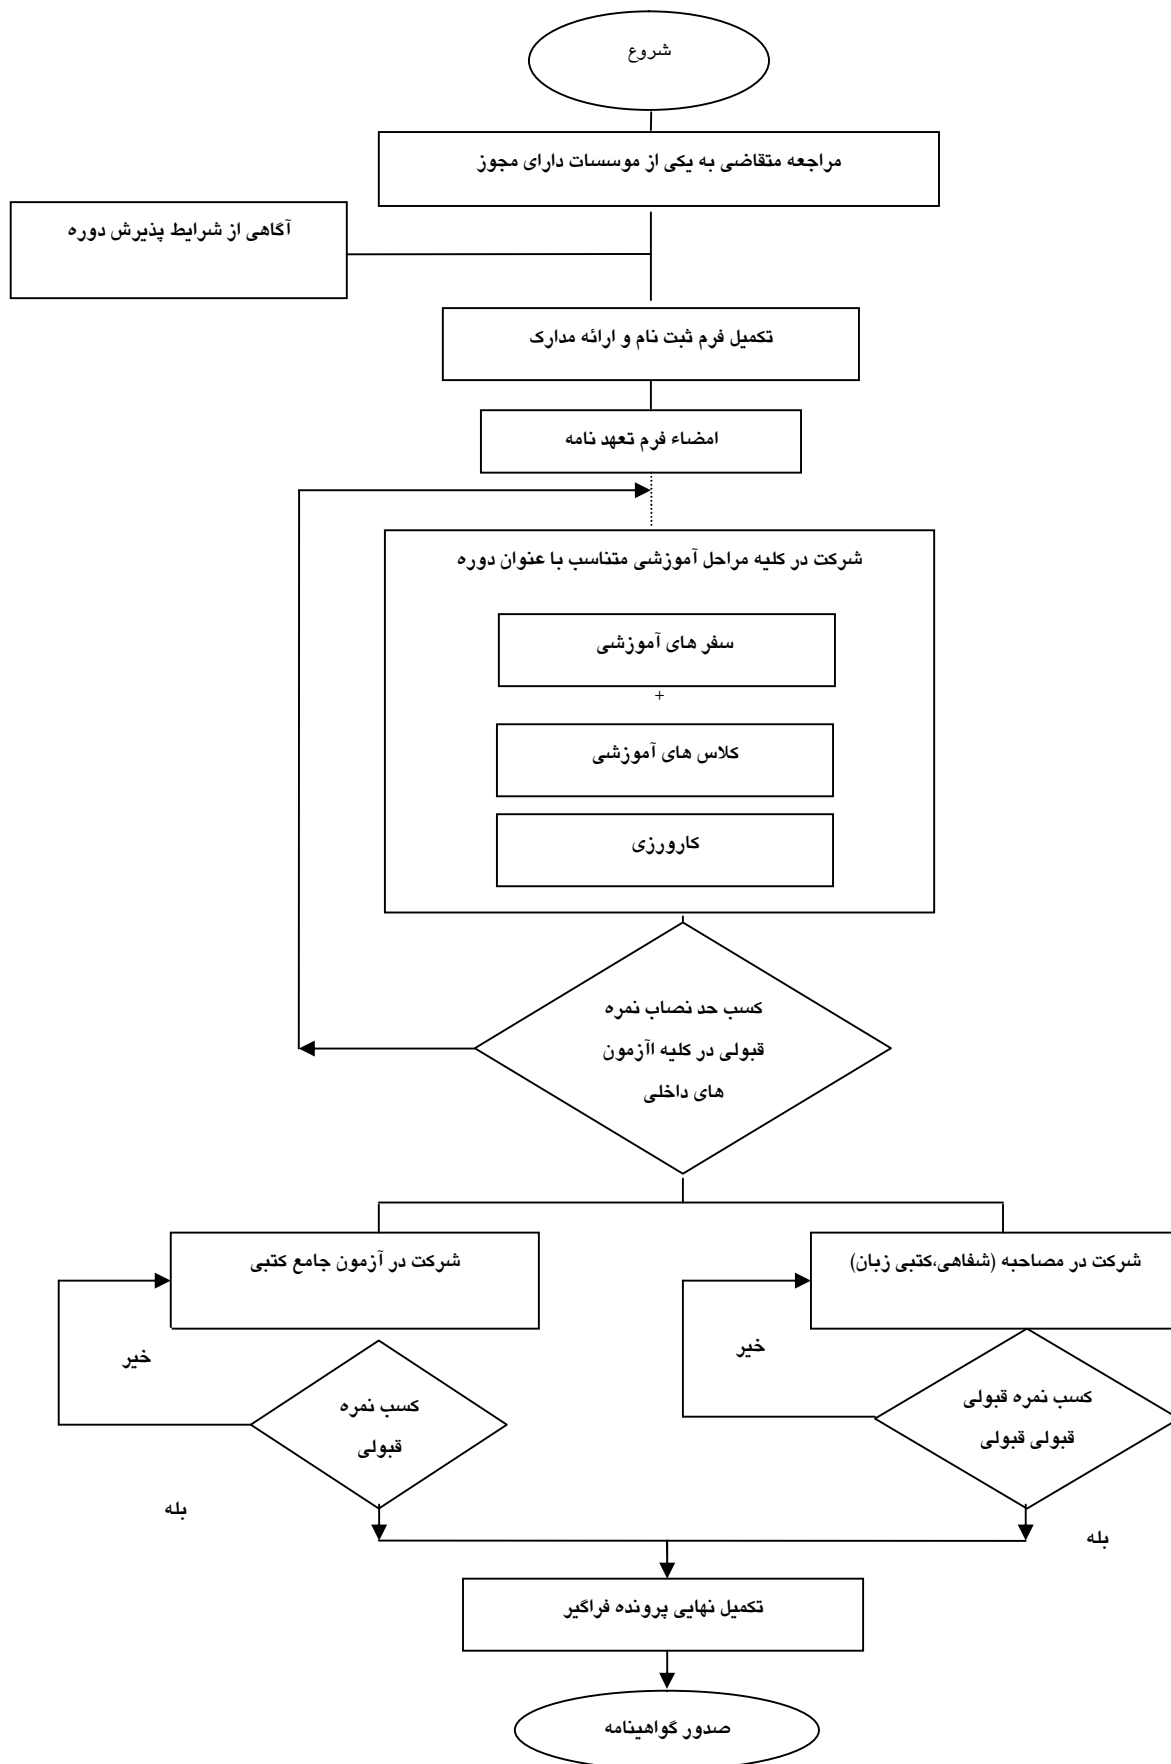 شروع
مراجعه متقاضی به یکی از موسسات دارای مجوز
آگاهی از شرایط پذیرش دوره
تکمیل فرم ثبت نام و ارائه مدارک
امضاء فرم تعهد نامه
شرکت در کلیه مراحل آموزشی متناسب با عنوان دوره
سفر های آموزشی
+
کلاس های آموزشی
کارورزی
کسب حد نصاب نمره
قبولی در کلیه اآزمون
های داخلی
شرکت در مصاحبه (شفاهی،کتبی زبان)
شرکت در آزمون جامع کتبی
خیر
خیر
کسب نمره قبولی
قبولی قبولی
کسب نمره
قبولی
بله
بله
تکمیل نهایی پرونده فراگیر
صدور گواهینامه